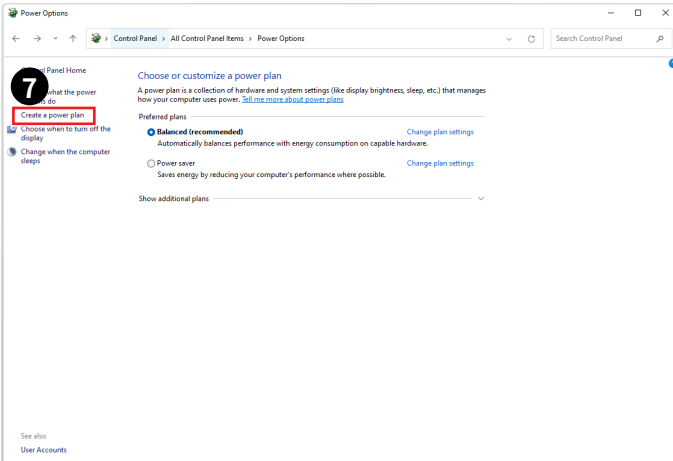 Power Options
Control Panel › All Control Panel Items › Power Options
Search Control Panel
l Panel Home
7
what the power
s do
Create a power plan
Choose when to turn off the
display
Change when the computer
sleeps
Choose or customize a power plan
A power plan is a collection of hardware and system settings (like display brightness, sleep, etc.) that manages
how your computer uses power. Tell me more about power plans
Preferred plans
Balanced (recommended)
Change plan settings
Automatically balances performance with energy consumption on capable hardware.
Power saver
Change plan settings
Saves energy by reducing your computer's performance where possible.
Show additional plans
See also
User Accounts